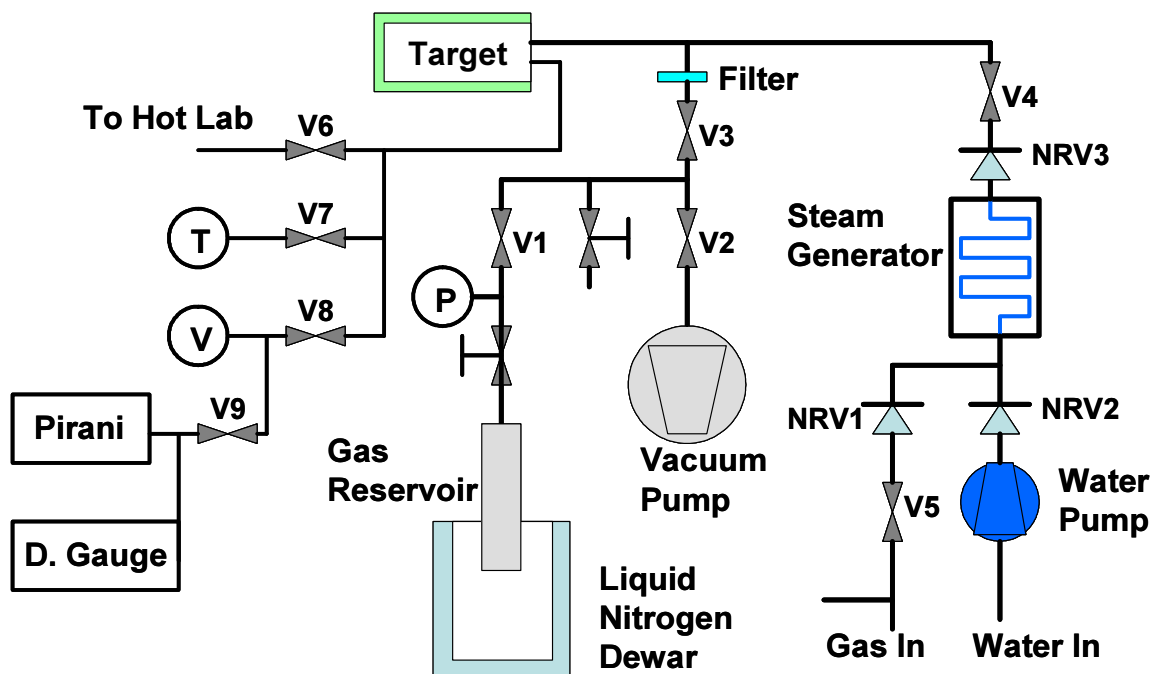 Target
Filter
V4
To Hot Lab
V6
V3
NRV3
V7
T
V1
V2
Steam
Generator
P
V8
V
V9
Pirani
NRV1
NRV2
Gas
Reservoir
Vacuum
Pump
V5
Water
Pump
D. Gauge
Liquid
Nitrogen
Dewar
Gas In
Water In